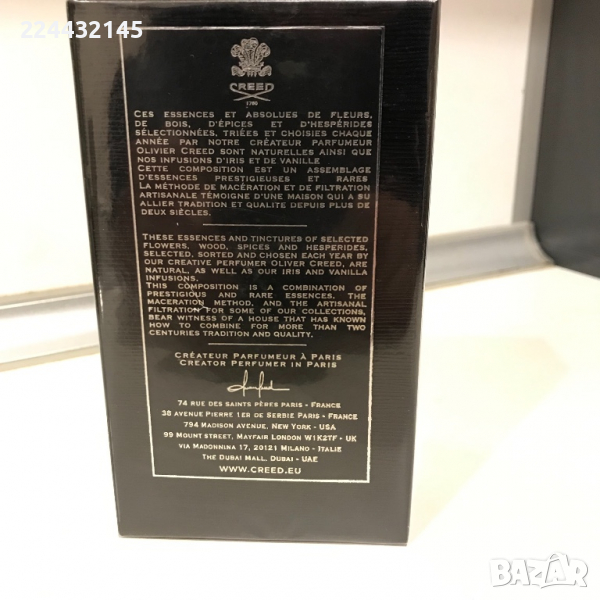 224432145
CREED
1760
CES ESSENCES ET ABSOLUES DE FLEURS,
DE BOIS, D'ÉPICES ET D'HESPÉRIDES
SÉLECTIONNÉES, TRIÉES ET CHOISIES CHAQUE
ANNÉE PAR NOTRE CRÉATEUR PARFUMEUR
OLIVIER CREED SONT NATURELLES AINSI QUE
NOS INFUSIONS D'IRIS ET DE VANILLE
CETTE COMPOSITION EST UN ASSEMBLAGE
D'ESSENCES PRESTIGIEUSES ET RARES
LA MÉTHODE DE MACÉRATION ET DE FILTRATION
ARTISANALE TÉMOIGNE D'UNE MAISON QUI A SU
ALLIER TRADITION ET QUALITE DEPUIS PLUS DE
DEUX SIÈCLES.
THESE ESSENCES AND TINCTURES OF SELECTED
FLOWERS, WOOD, SPICES AND HESPERIDES,
SELECTED, SORTED AND CHOSEN EACH YEAR BY
OUR CREATIVE PERFUMER OLIVER CREED, ARE
NATURAL, AS WELL AS OUR IRIS AND VANILLA
INFUSIONS.
THIS COMPOSITION IS A COMBINATION OF
PRESTIGIOUS AND RARE ESSENCES, THE
MACERATION METHOD, AND THE ARTISANAL
FILTRATION FOR SOME OF OUR COLLECTIONS,
BEAR WITNESS OF A HOUSE THAT HAS KNOWN
HOW TO COMBINE FOR MORE THAN TWO
CENTURIES TRADITION AND QUALITY.
CRÉATEUR PARFUMEUR À PARIS
CREATOR PERFUMER IN PARIS
74 RUE DES SAINTS PÈRES PARIS - FRANCE
38 AVENUE PIERRE 1ER DE SERBIE PARIS - FRANCE
794 MADISON AVENUE, NEW YORK - USA
99 MOUNT STREET, MAYFAIR LONDON W1K2TF - UK
VIA MADONNINA 17, 20121 MILANO - ITALIE
THE DUBAI MALL, DUBAI - UAE
WWW.CREED.EU
BAZAR